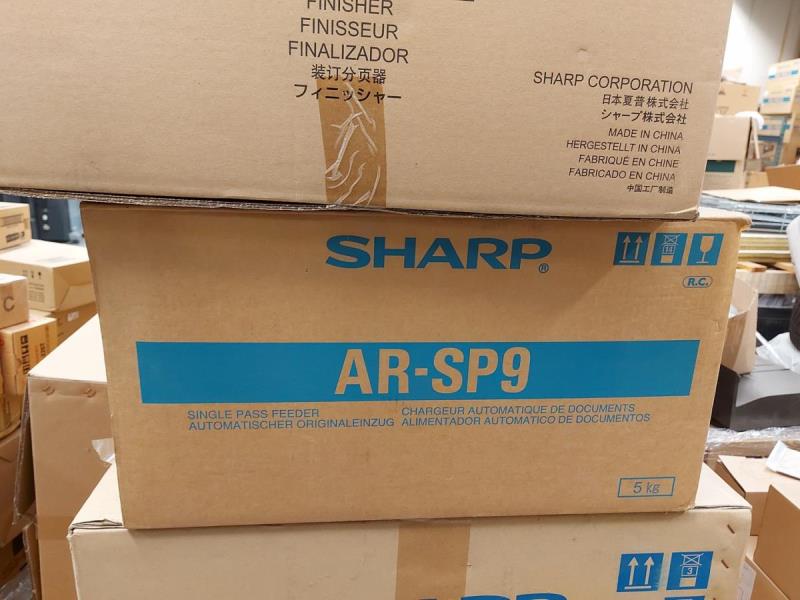 FINISHER
FINISSEUR
FINALIZADOR
装订分页器
フィニッシャー
SHARP CORPORATION
日本夏普株式会社
シャープ株式会社
MADE IN CHINA
HERGESTELLT IN CHINA
FABRIQUÉ EN CHINE
FABRICADO EN CHINA
中国工厂制造
SHARP®
14
R.C.
AR-SP9
SINGLE PASS FEEDER
AUTOMATISCHER ORIGINALEINZUG
CHARGEUR AUTOMATIQUE DE DOCUMENTS
ALIMENTADOR AUTOMATICO DE DOCUMENTOS
5 kg
3
SHARP
C